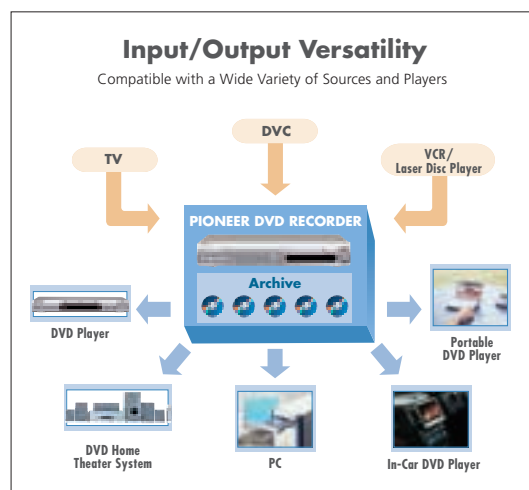 Input/Output Versatility
Compatible with a Wide Variety of Sources and Players
DVC
TV
VCR/
Laser Disc Player
PIONEER DVD RECORDER
Archive
DVD Player
Portable
DVD Player
DVD Home
Theater System
PC
In-Car DVD Player